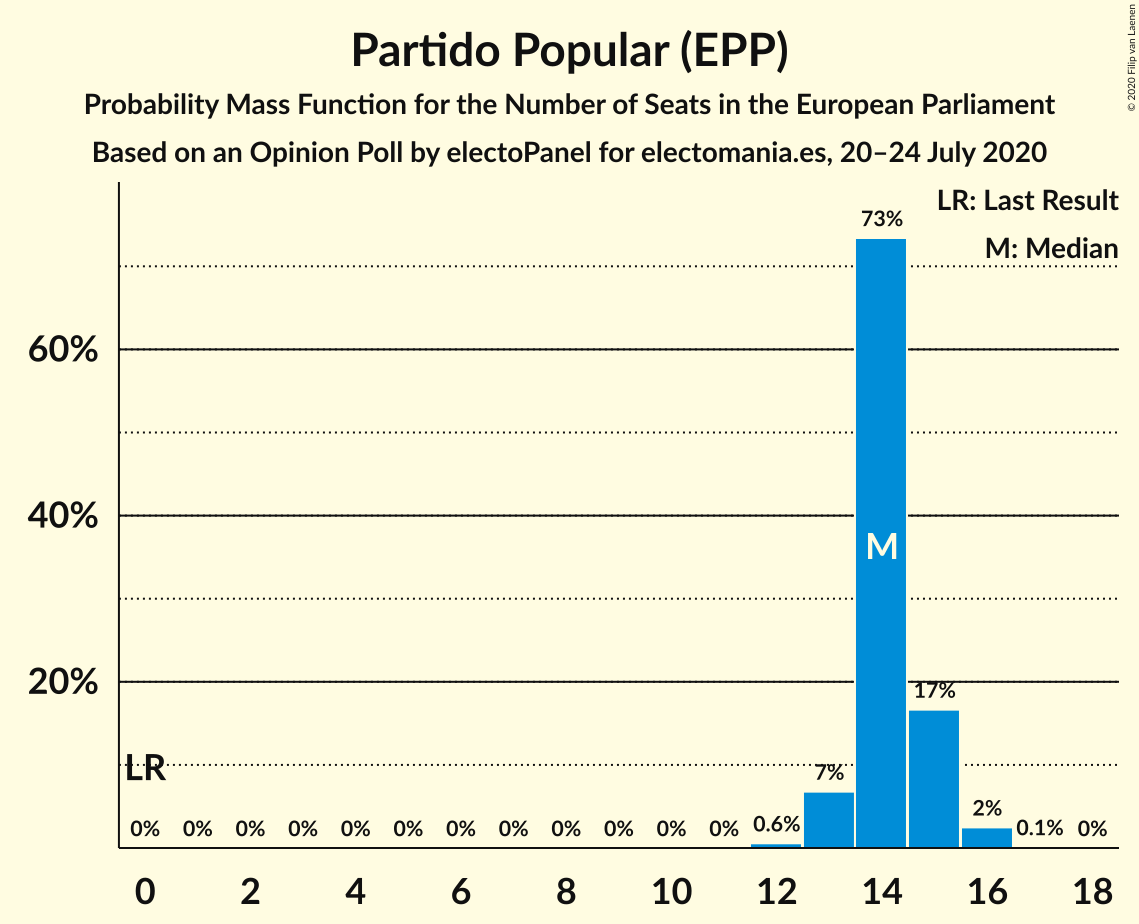 Partido Popular (EPP)
Probability Mass Function for the Number of Seats in the European Parliament
Based on an Opinion Poll by electoPanel for electomania.es, 20–24 July 2020
© 2020 Filip van Laenen
LR: Last Result
M: Median
73%
60%
40%
M
20%
17%
LR
7%
0% 0% 0% 0% 0% 0% 0% 0% 0% 0% 0% 0% 0.6% 2% 0.1% 0%
0 2 4 6 8 10 12 14 16 18